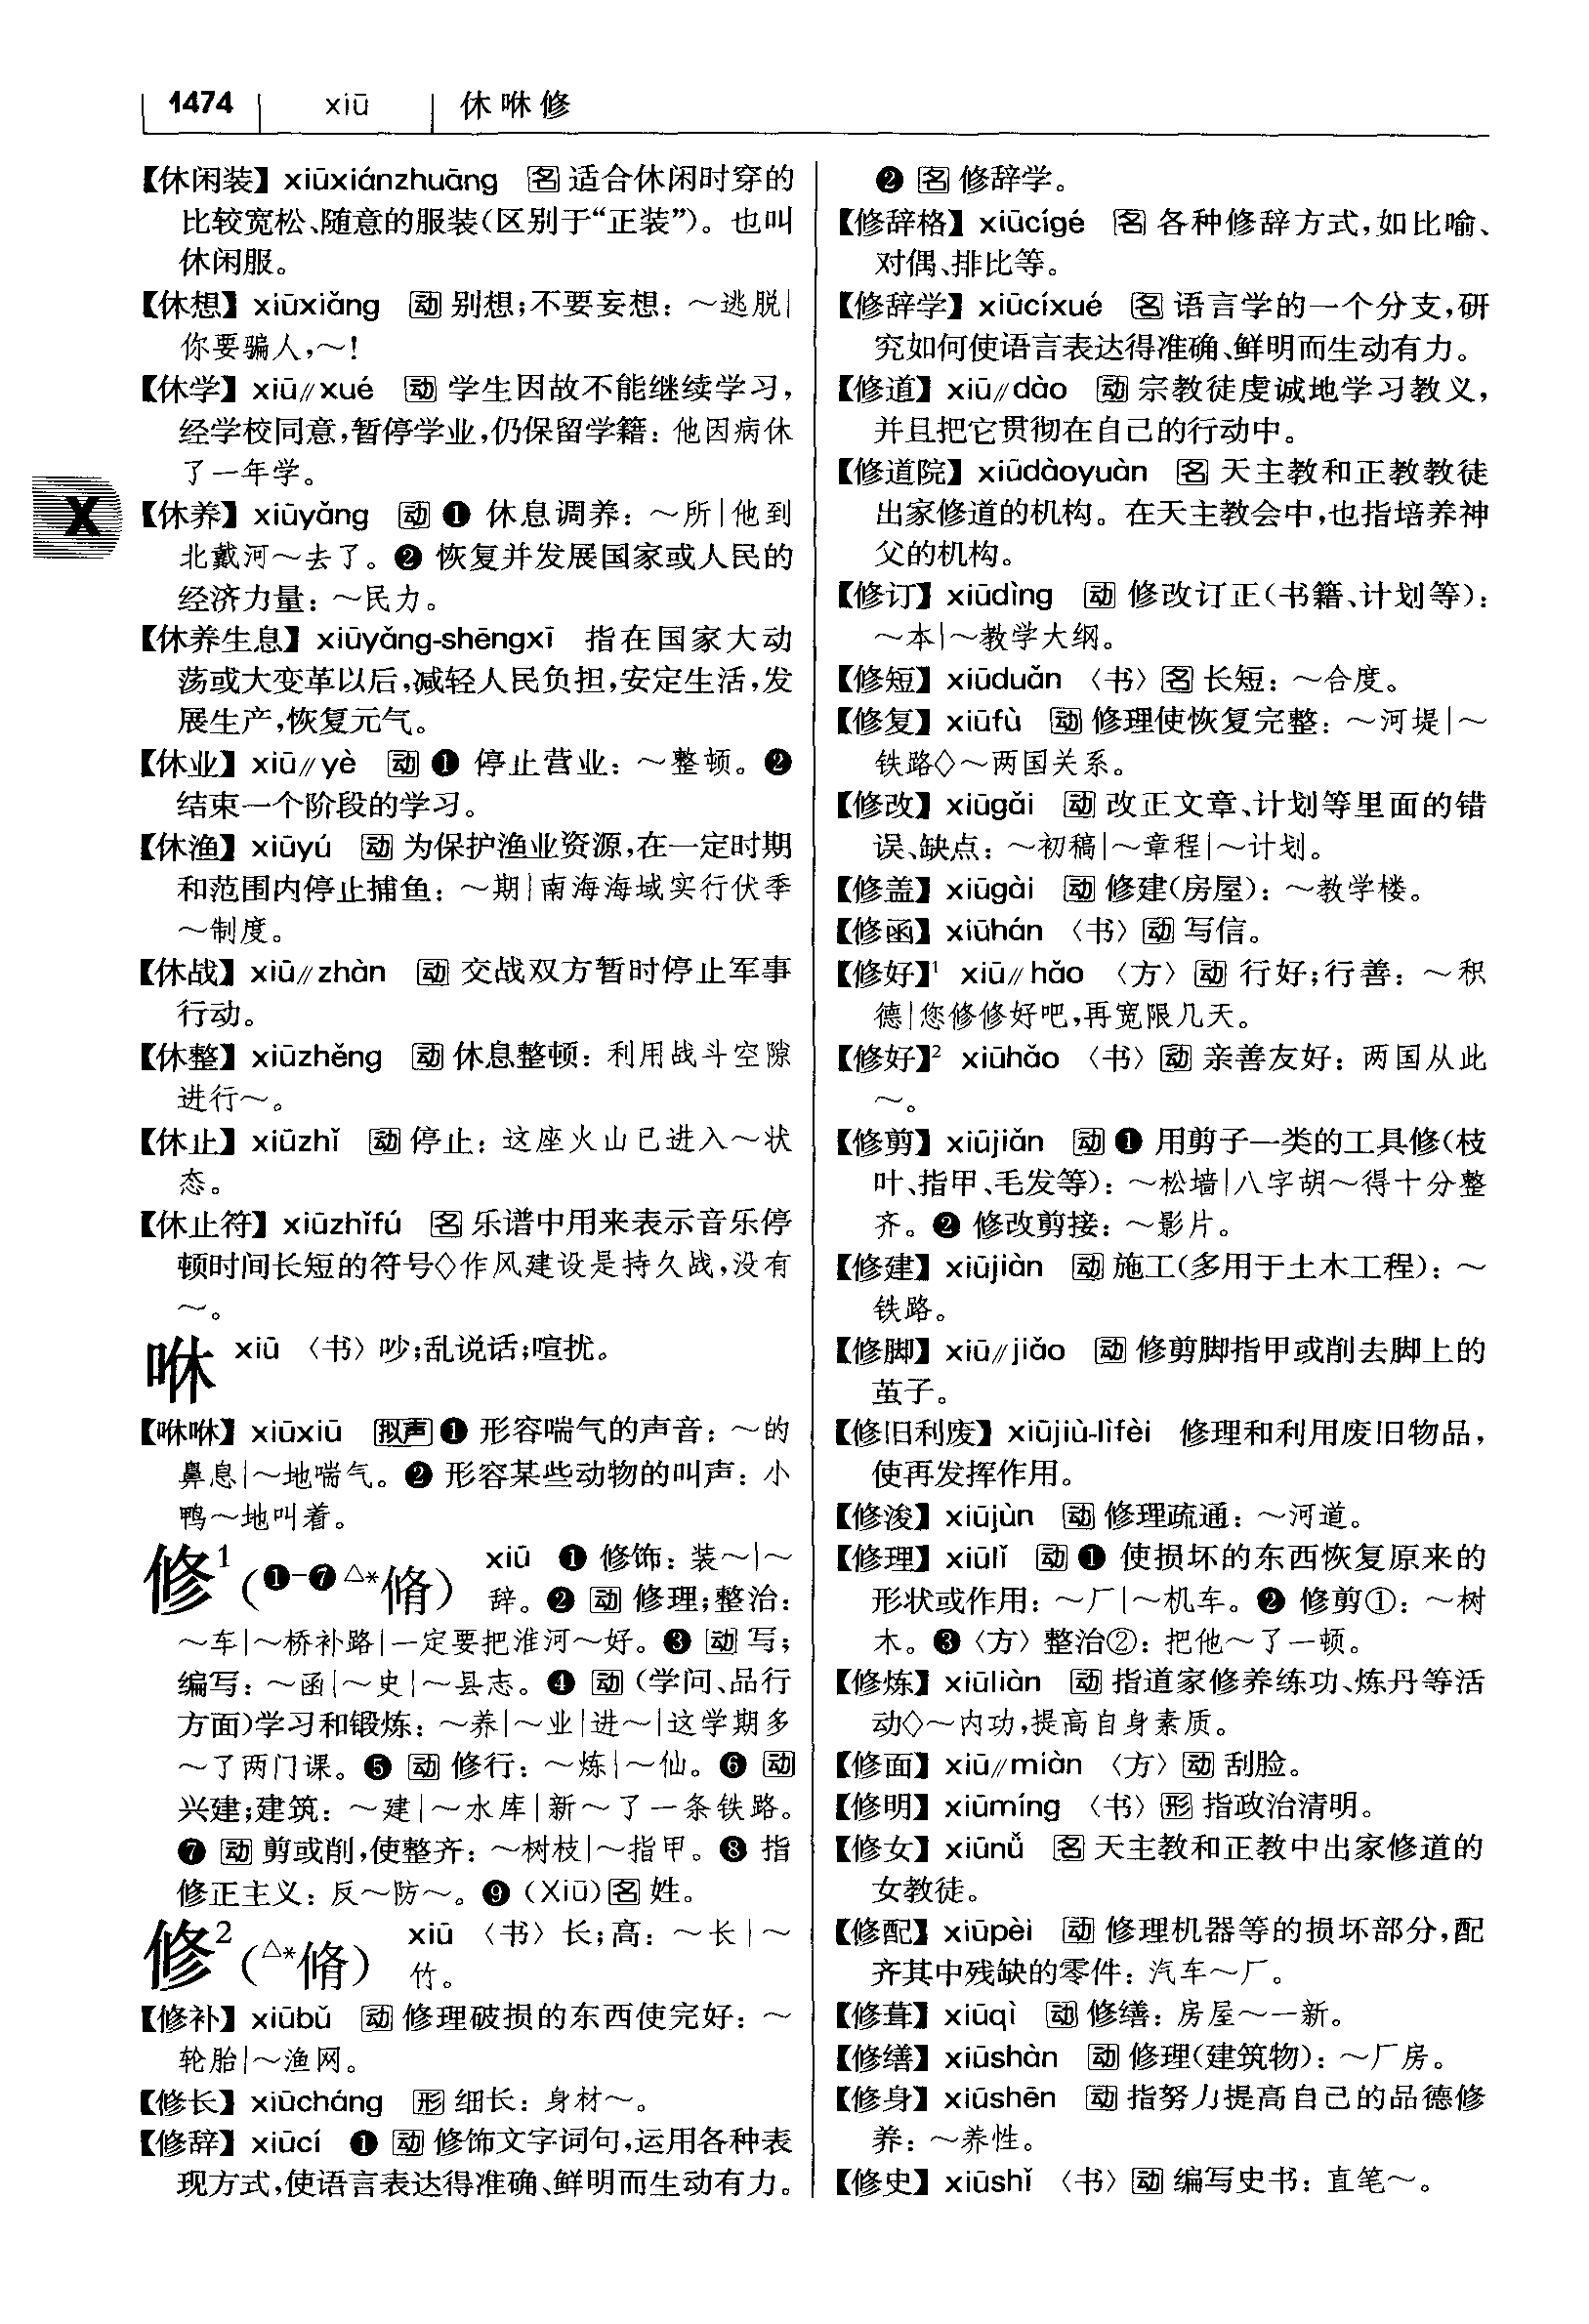 1474 xiū 休咻修
【休闲装】xiūxiánzhuāng 名 适合休闲时穿的
比较宽松、随意的服装(区别于“正装”)。也叫
休闲服。
【休想】xiūxiǎng 动 别想;不要妄想：～逃脱|
你要骗人,～!
【休学】xiū∥xué 动 学生因故不能继续学习,
经学校同意,暂停学业,仍保留学籍：他因病休
了一年学。
X
【休养】xiūyǎng 动 ❶ 休息调养：～所|他到
北戴河～去了。❷ 恢复并发展国家或人民的
经济力量：～民力。
【休养生息】xiūyǎng-shēngxī 指在国家大动
荡或大变革以后,减轻人民负担,安定生活,发
展生产,恢复元气。
【休业】xiū∥yè 动 ❶ 停止营业：～整顿。❷
结束一个阶段的学习。
【休渔】xiūyú 动 为保护渔业资源,在一定时期
和范围内停止捕鱼：～期|南海海域实行伏季
～制度。
【休战】xiū∥zhàn 动 交战双方暂时停止军事
行动。
【休整】xiūzhěng 动 休息整顿：利用战斗空隙
进行～。
【休止】xiūzhǐ 动 停止：这座火山已进入～状
态。
【休止符】xiūzhǐfú 名 乐谱中用来表示音乐停
顿时间长短的符号◇作风建设是持久战,没有
～。
咻 xiū 〈书〉吵;乱说话;喧扰。
【咻咻】xiūxiū 拟声 ❶ 形容喘气的声音：～的
鼻息|～地喘气。❷ 形容某些动物的叫声：小
鸭～地叫着。
修¹(❶-❼△*脩) xiū ❶ 修饰：装～|～
辞。❷ 动 修理;整治：
～车|～桥补路|一定要把淮河～好。❸ 动 写;
编写：～函|～史|～县志。❹ 动 (学问、品行
方面)学习和锻炼：～养|～业|进～|这学期多
～了两门课。❺ 动 修行：～炼|～仙。❻ 动
兴建;建筑：～建|～水库|新～了一条铁路。
❼ 动 剪或削,使整齐：～树枝|～指甲。❽ 指
修正主义：反～防～。❾ (Xiū)名 姓。
修²(△*脩) xiū 〈书〉长;高：～长|～
竹。
【修补】xiūbǔ 动 修理破损的东西使完好：～
轮胎|～渔网。
【修长】xiūcháng 形 细长：身材～。
【修辞】xiūcí ❶ 动 修饰文字词句,运用各种表
现方式,使语言表达得准确、鲜明而生动有力。
❷ 名 修辞学。
【修辞格】xiūcígé 名 各种修辞方式,如比喻、
对偶、排比等。
【修辞学】xiūcíxué 名 语言学的一个分支,研
究如何使语言表达得准确、鲜明而生动有力。
【修道】xiū∥dào 动 宗教徒虔诚地学习教义,
并且把它贯彻在自己的行动中。
【修道院】xiūdàoyuàn 名 天主教和正教教徒
出家修道的机构。在天主教会中,也指培养神
父的机构。
【修订】xiūdìng 动 修改订正(书籍、计划等)：
～本|～教学大纲。
【修短】xiūduǎn 〈书〉名 长短：～合度。
【修复】xiūfù 动 修理使恢复完整：～河堤|～
铁路◇～两国关系。
【修改】xiūgǎi 动 改正文章、计划等里面的错
误、缺点：～初稿|～章程|～计划。
【修盖】xiūgài 动 修建(房屋)：～教学楼。
【修函】xiūhán 〈书〉动 写信。
【修好】¹ xiū∥hǎo 〈方〉动 行好;行善：～积
德|您修修好吧,再宽限几天。
【修好】² xiūhǎo 〈书〉动 亲善友好：两国从此
～。
【修剪】xiūjiǎn 动 ❶ 用剪子一类的工具修(枝
叶、指甲、毛发等)：～松墙|八字胡～得十分整
齐。❷ 修改剪接：～影片。
【修建】xiūjiàn 动 施工(多用于土木工程)：～
铁路。
【修脚】xiū∥jiǎo 动 修剪脚指甲或削去脚上的
茧子。
【修旧利废】xiūjiù-lìfèi 修理和利用废旧物品,
使再发挥作用。
【修浚】xiūjùn 动 修理疏通：～河道。
【修理】xiūlǐ 动 ❶ 使损坏的东西恢复原来的
形状或作用：～厂|～机车。❷ 修剪①：～树
木。❸〈方〉整治②：把他～了一顿。
【修炼】xiūliàn 动 指道家修养练功、炼丹等活
动◇～内功,提高自身素质。
【修面】xiū∥miàn 〈方〉动 刮脸。
【修明】xiūmíng 〈书〉形 指政治清明。
【修女】xiūnǚ 名 天主教和正教中出家修道的
女教徒。
【修配】xiūpèi 动 修理机器等的损坏部分,配
齐其中残缺的零件：汽车～厂。
【修葺】xiūqì 动 修缮：房屋～一新。
【修缮】xiūshàn 动 修理(建筑物)：～厂房。
【修身】xiūshēn 动 指努力提高自己的品德修
养：～养性。
【修史】xiūshǐ 〈书〉动 编写史书：直笔～。